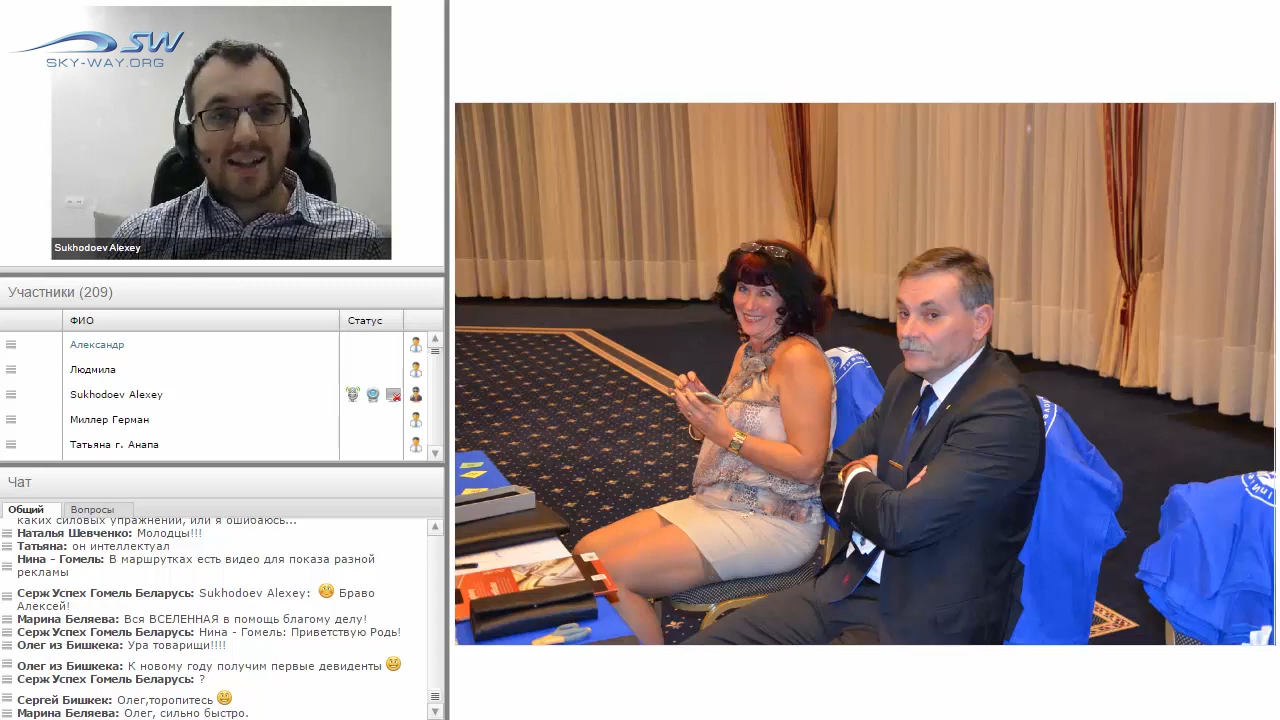 SW
SKY-WAY.ORG
Sukhodoev Alexey
Участники (209)
ФИО
Статус
Александр
Людмила
Sukhodoev Alexey
Миллер Герман
Татьяна г. Анапа
Чат
Общий
Вопросы
каких силовых упражнений, или я ошибаюсь...
Наталья Шевченко: Молодцы!!!
Татьяна: он интеллектуал
Нина - Гомель: В маршрутках есть видео для показа разной
рекламы
Серж Успех Гомель Беларусь: Sukhodoev Alexey: Браво
Алексей!
Марина Беляева: Вся ВСЕЛЕННАЯ в помощь благому делу!
Серж Успех Гомель Беларусь: Нина - Гомель: Приветствую Родь!
Олег из Бишкека: Ура товарищи!!!!
Олег из Бишкека: К новому году получим первые девиденты
Серж Успех Гомель Беларусь: ?
Сергей Бишкек: Олег,торопитесь
Марина Беляева: Олег, сильно быстро.